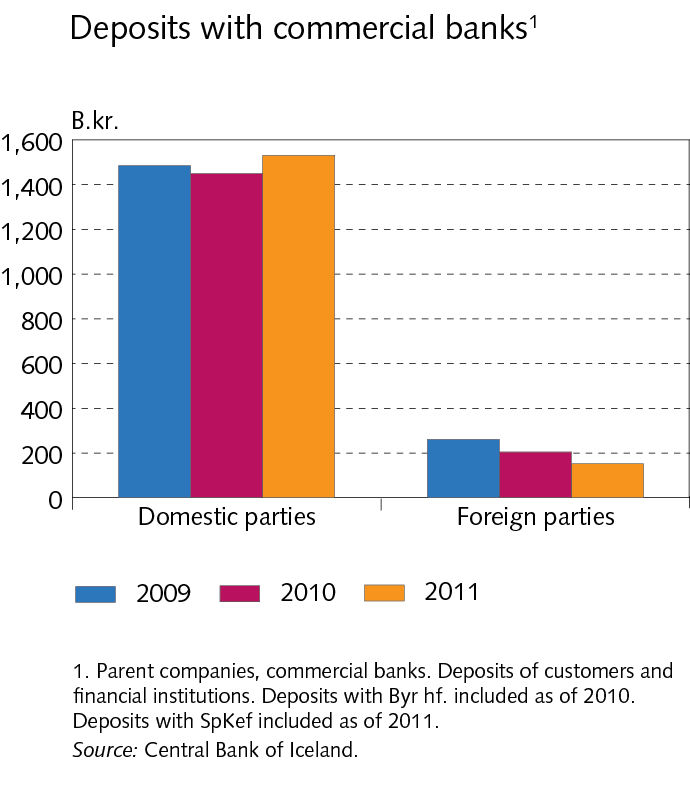 Deposits with commercial banks¹
B.kr.
1,600
1,400
1,200
1,000
800
600
400
200
0
Domestic parties
Foreign parties
2009
2010
2011
1. Parent companies, commercial banks. Deposits of customers and
financial institutions. Deposits with Byr hf. included as of 2010.
Deposits with SpKef included as of 2011.
Source: Central Bank of Iceland.